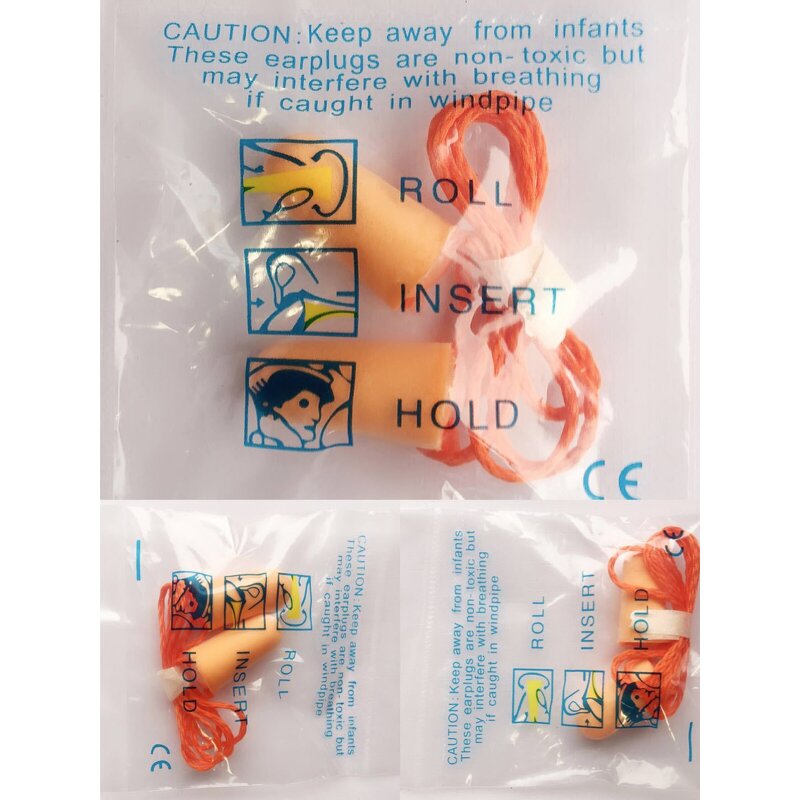 CAUTION:Keep away from infants
These earplugs are non-toxic but
may interfere with breathing
if caught in windpipe
ROLL
INSERT
HOLD
CE
CAUTION:Keep away from infants
These earplugs are non-toxic but
may interfere with breathing
if caught in windpipe
ROLL
INSERT
HOLD
CE
CAUTION:Keep away from infants
These earplugs are non-toxic but
may interfere with breathing
if caught in windpipe
ROLL
INSERT
HOLD
CE